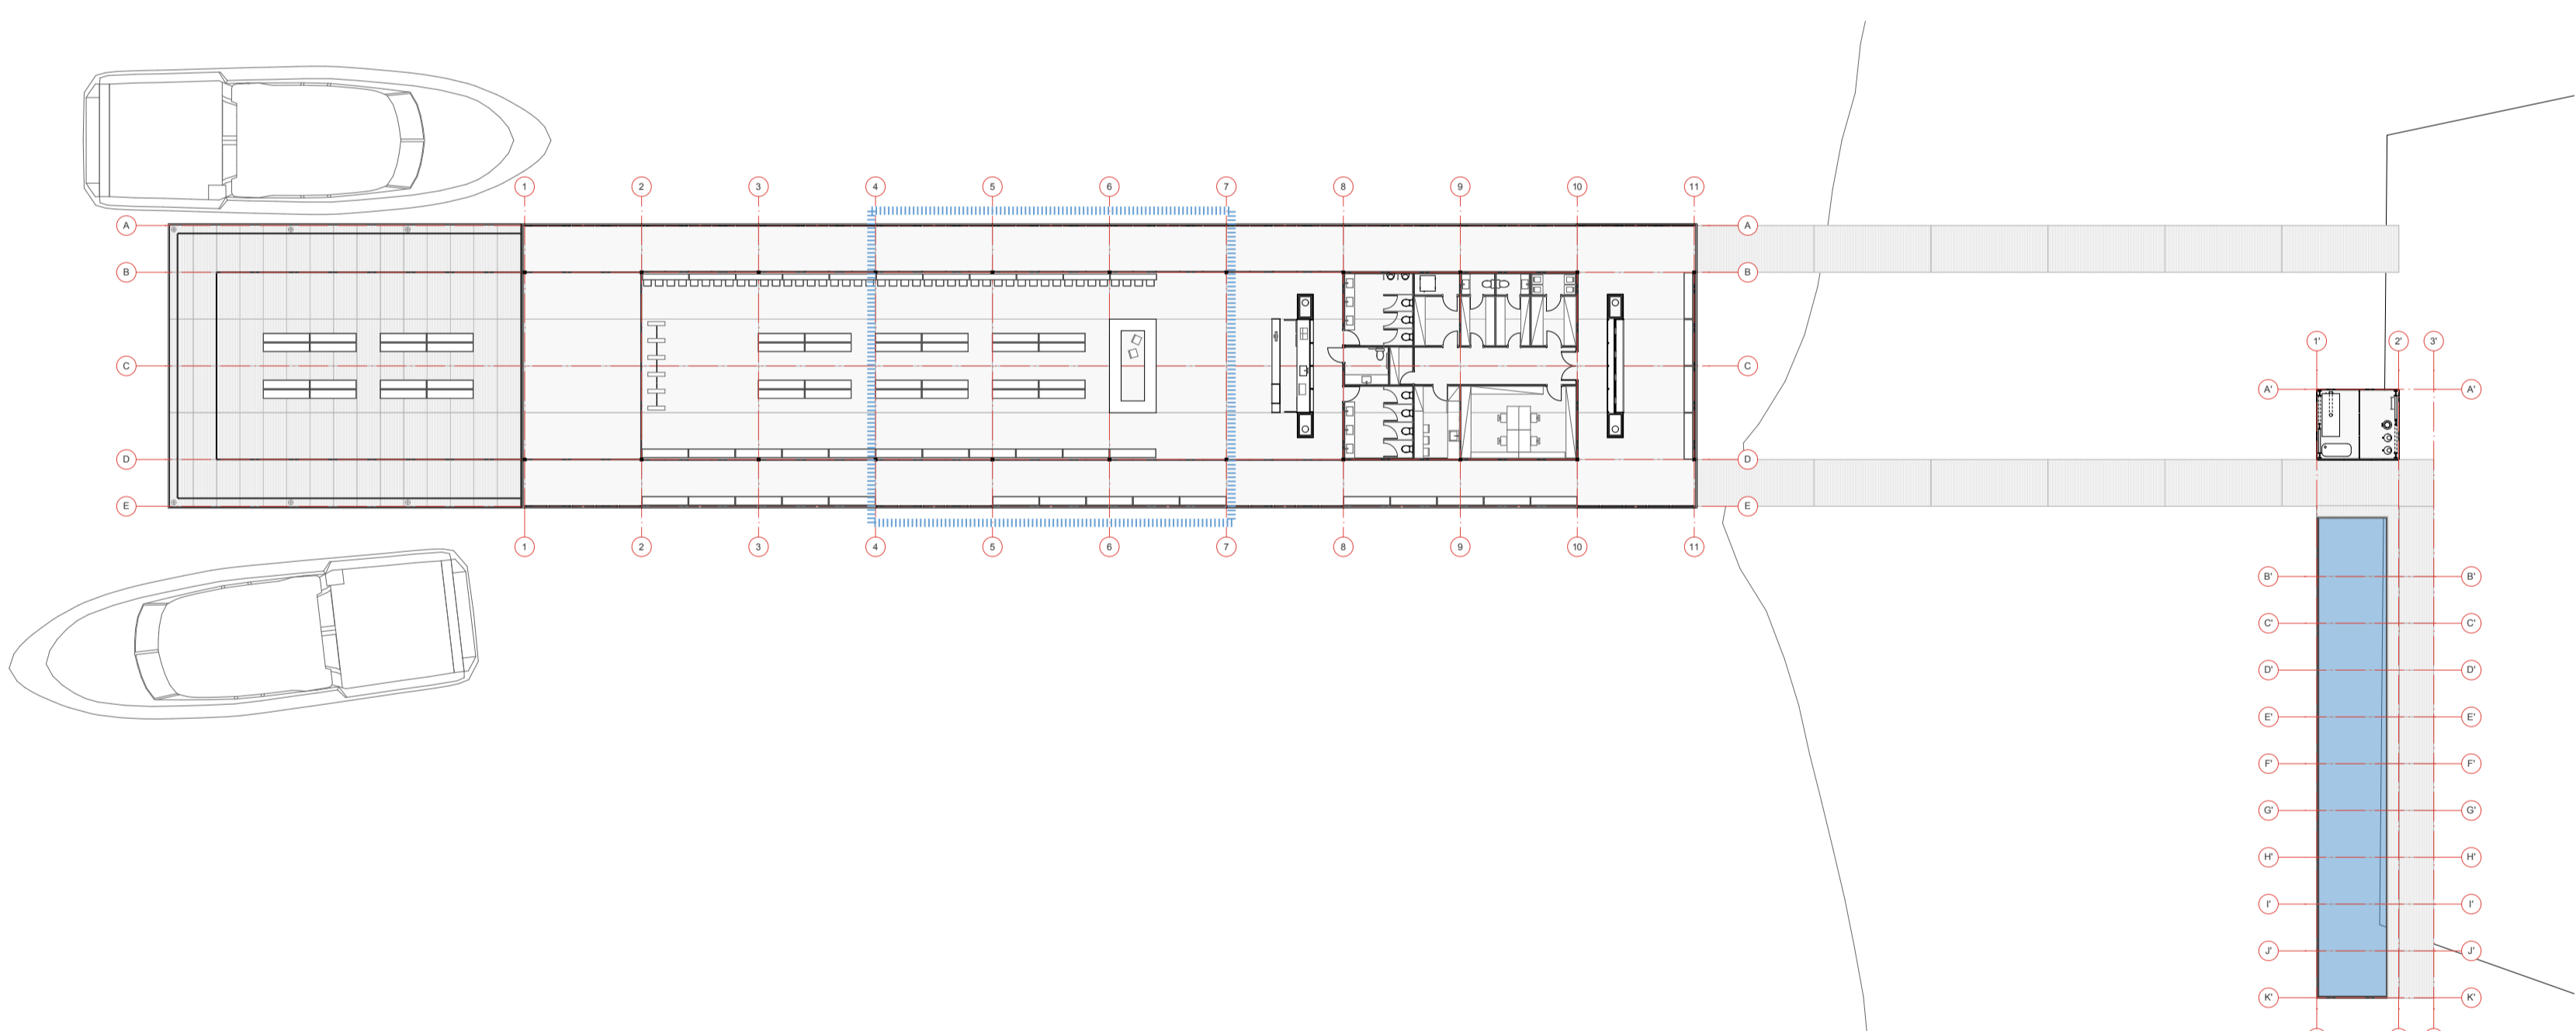 1 2 3 4 5 6 7 8 9 10 11
A A
B B
C C
D D
E E
1 2 3 4 5 6 7 8 9 10 11
1' 2' 3'
A' A'
B' B'
C' C'
D' D'
E' E'
F' F'
G' G'
H' H'
I' I'
J' J'
K' K'